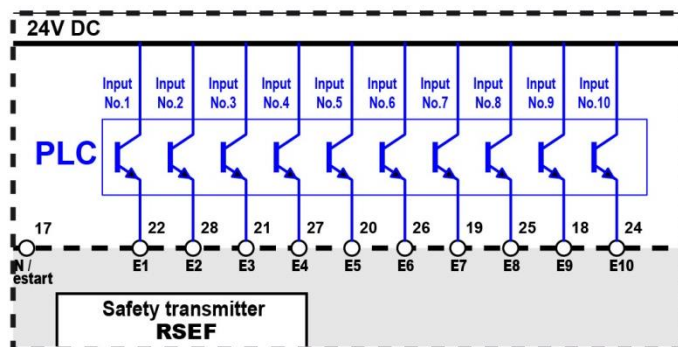 24V DC
Input No.1
Input No.2
Input No.3
Input No.4
Input No.5
Input No.6
Input No.7
Input No.8
Input No.9
Input No.10
PLC
17 22 28 21 27 20 26 19 25 18 24
N / estart
E1 E2 E3 E4 E5 E6 E7 E8 E9 E10
Safety transmitter
RSEF